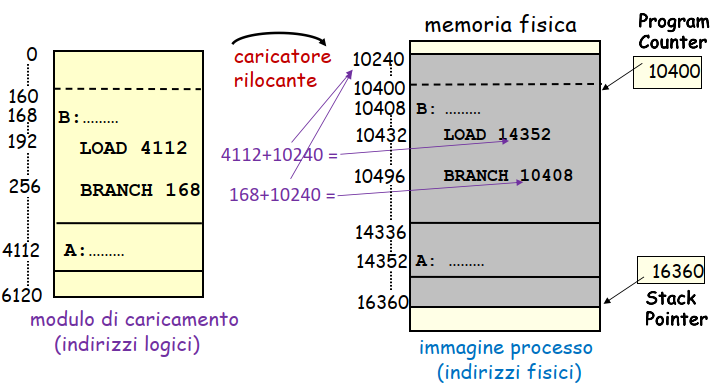 0
160
168
192
256
4112
6120
B:.........
LOAD 4112
BRANCH 168
A:.........
modulo di caricamento
(indirizzi logici)
caricatore
rilocante
4112+10240 =
168+10240 =
memoria fisica
10240
10400
10408
10432
10496
14336
14352
16360
B: .........
LOAD 14352
BRANCH 10408
A: .........
immagine processo
(indirizzi fisici)
Program
Counter
10400
16360
Stack
Pointer